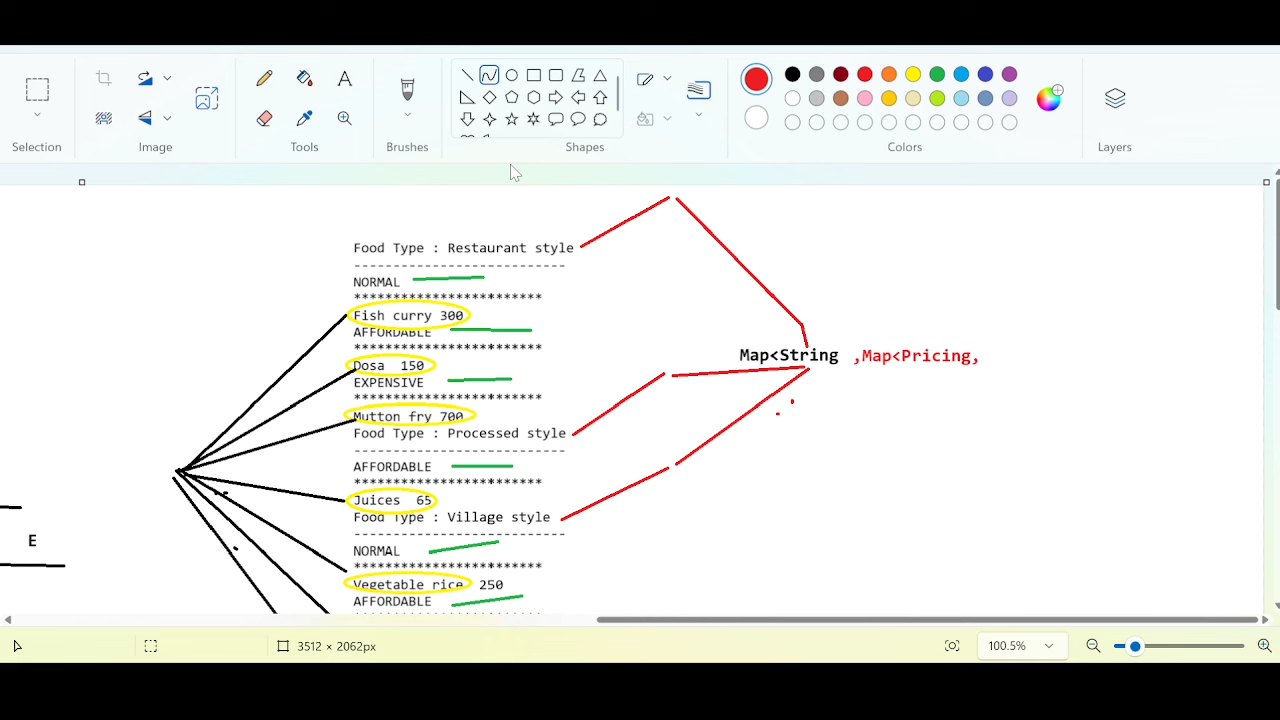 Selection
Image
Tools
Brushes
Shapes
Colors
Layers
Food Type : Restaurant style
---------------------------
NORMAL
************************
Fish curry 300
AFFORDABLE
************************
Dosa 150
EXPENSIVE
************************
Mutton fry 700
Food Type : Processed style
---------------------------
AFFORDABLE
************************
Juices 65
Food Type : Village style
---------------------------
NORMAL
************************
Vegetable rice 250
AFFORDABLE
Map<String ,Map<Pricing,
E
3512 × 2062px
100.5%